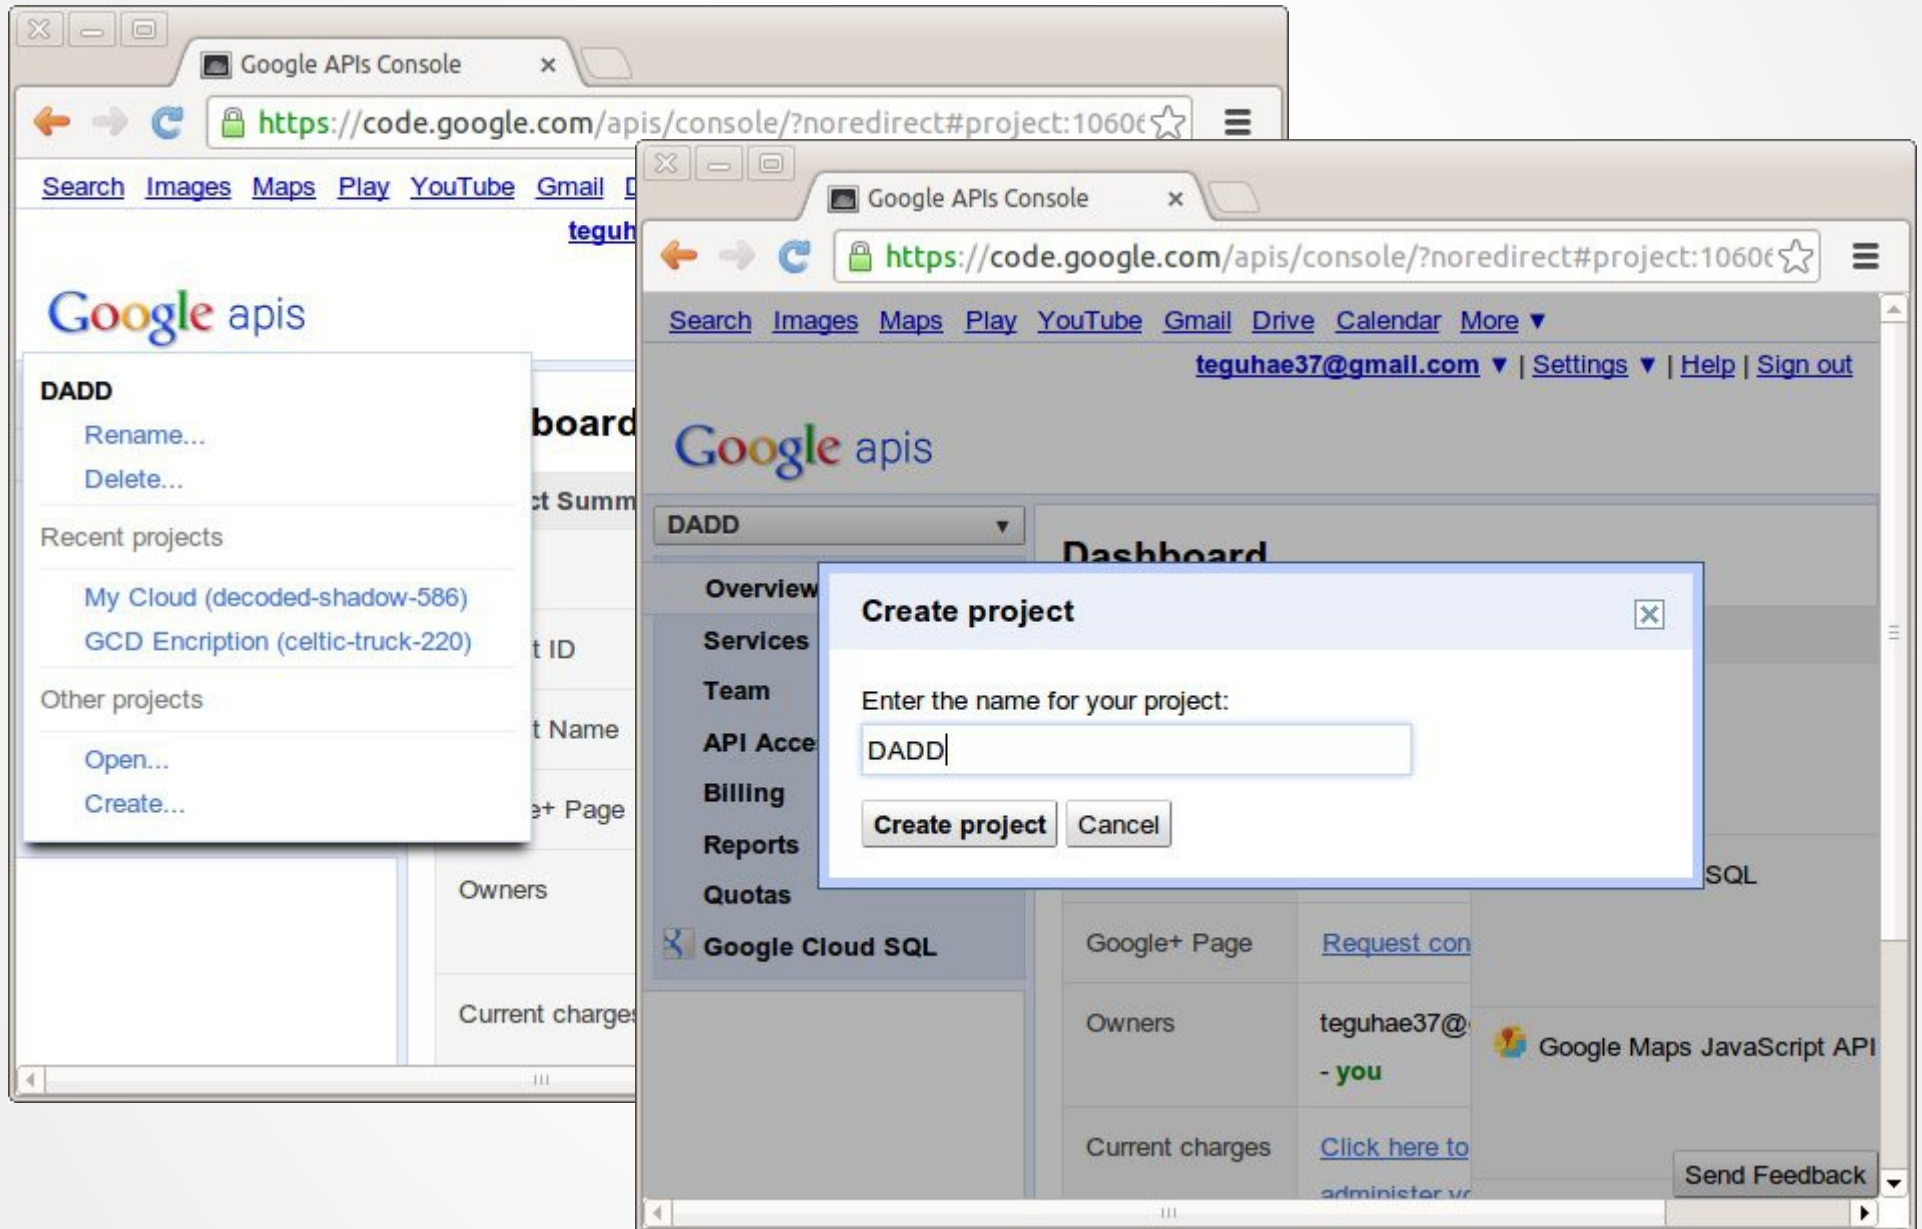 Google APIs Console
https://code.google.com/apis/console/?noredirect#project:1060
Search Images Maps Play YouTube Gmail
teguh
Google apis
DADD
Rename...
Delete...
Recent projects
My Cloud (decoded-shadow-586)
GCD Encription (celtic-truck-220)
Other projects
Open...
Create...
board
ct Summ
t ID
t Name
e+ Page
Owners
Current charges
Google APIs Console
https://code.google.com/apis/console/?noredirect#project:1060
Search Images Maps Play YouTube Gmail Drive Calendar More ▼
teguhae37@gmail.com ▼ | Settings ▼ | Help | Sign out
Google apis
DADD ▼
Overview
Services
Team
API Acce
Billing
Reports
Quotas
Google Cloud SQL
Dashboard
Create project
Enter the name for your project:
DADD
Create project Cancel
SQL
Google+ Page Request con
Owners teguhae37@
- you
Google Maps JavaScript API
Current charges Click here to
administer yo
Send Feedback